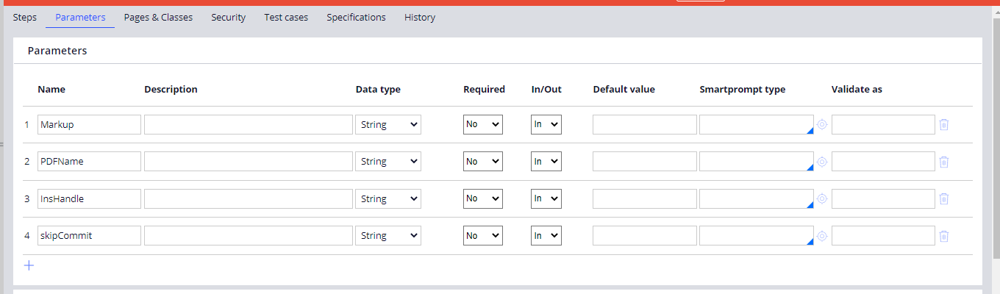 Steps Parameters Pages & Classes Security Test cases Specifications History
Parameters
Name Description Data type Required In/Out Default value Smartprompt type Validate as
1 Markup String No In
2 PDFName String No In
3 InsHandle String No In
4 skipCommit String No In